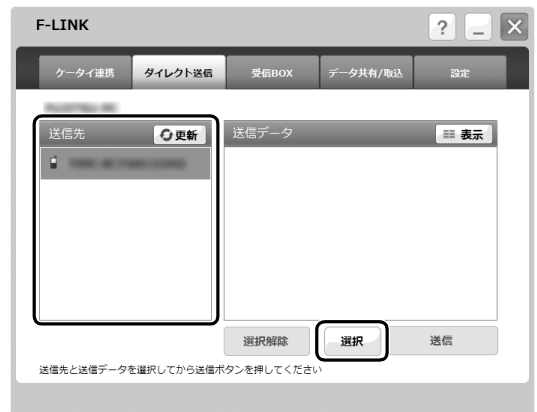 F-LINK
?
ケータイ連携 ダイレクト送信 受信BOX データ共有/取込 設定
送信先 更新 送信データ 表示
選択解除 選択 送信
送信先と送信データを選択してから送信ボタンを押してください